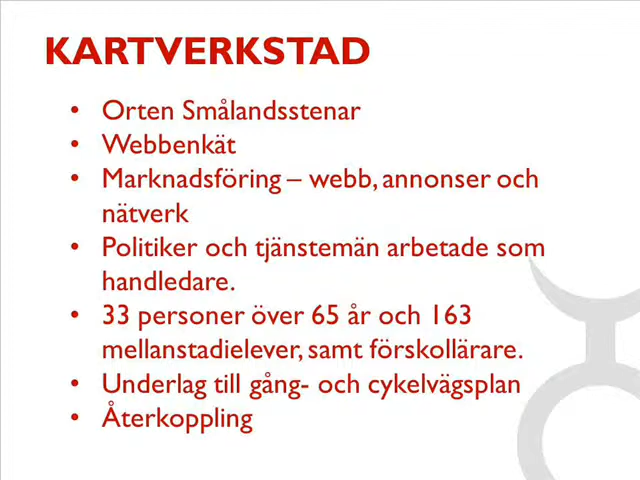 KARTVERKSTAD
• Orten Smålandsstenar
• Webbenkät
• Marknadsföring – webb, annonser och
nätverk
• Politiker och tjänstemän arbetade som
handledare.
• 33 personer över 65 år och 163
mellanstadielever, samt förskollärare.
• Underlag till gång- och cykelvägsplan
• Återkoppling